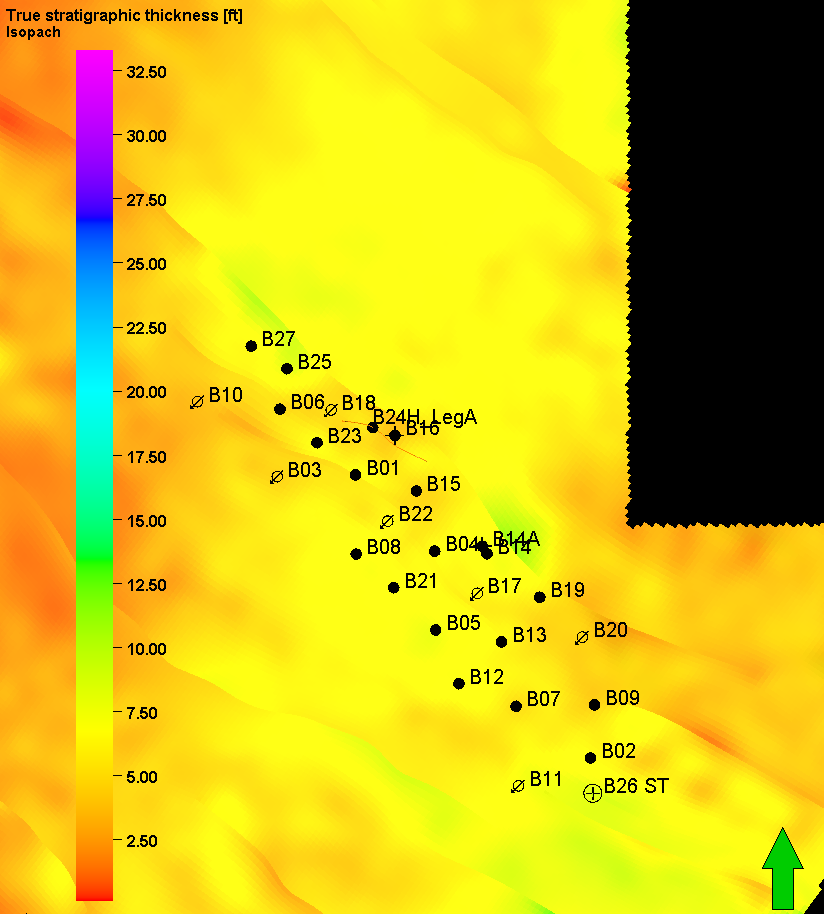 True stratigraphic thickness [ft]
Isopach
32.50
30.00
27.50
25.00
22.50
20.00
17.50
15.00
12.50
10.00
7.50
5.00
2.50
B27
B25
B10
B06
B18
B24H_LegA
B16
B23
B03
B01
B15
B22
B08
B04
B14A
B14
B21
B17
B19
B05
B13
B20
B12
B07
B09
B02
B11
B26 ST